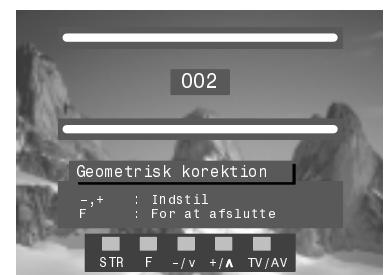 002
Geometrisk korektion
-,+ : Indstil
F : For at afslutte
STR F -/v +/ʌ TV/AV